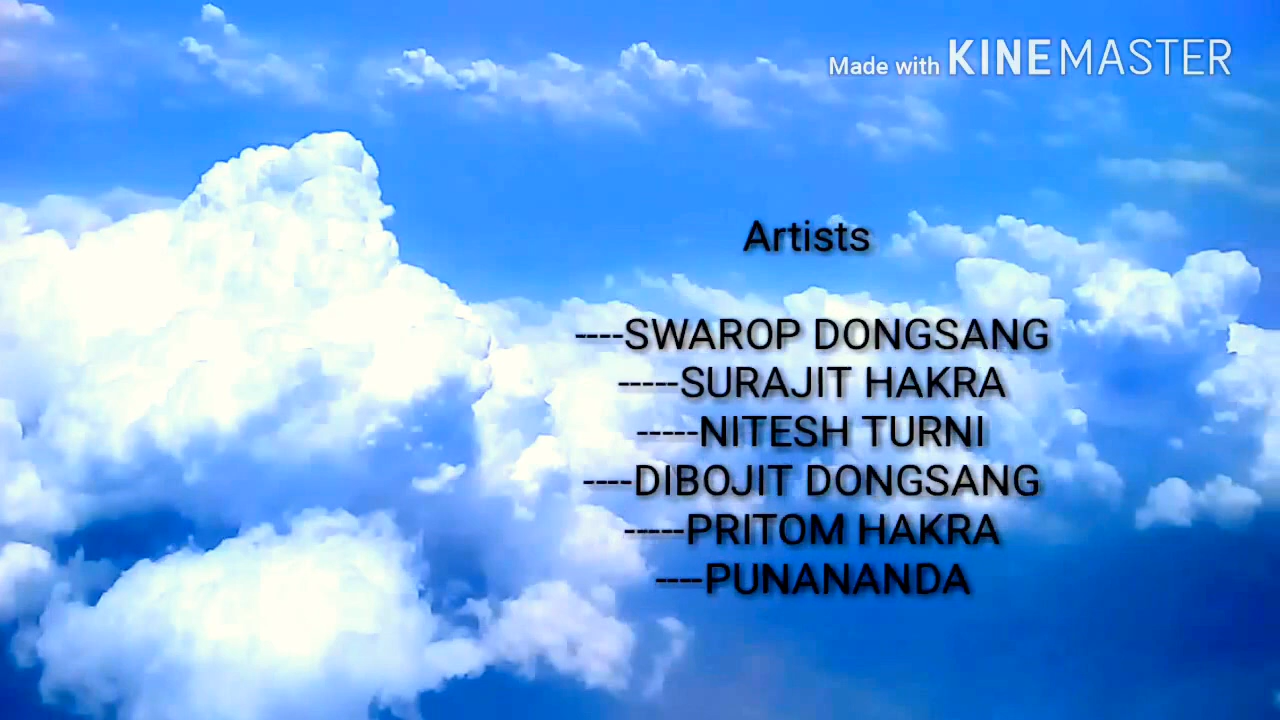 Made with KINEMASTER
Artists
----SWAROP DONGSANG
-----SURAJIT HAKRA
-----NITESH TURNI
----DIBOJIT DONGSANG
-----PRITOM HAKRA
----PUNANANDA